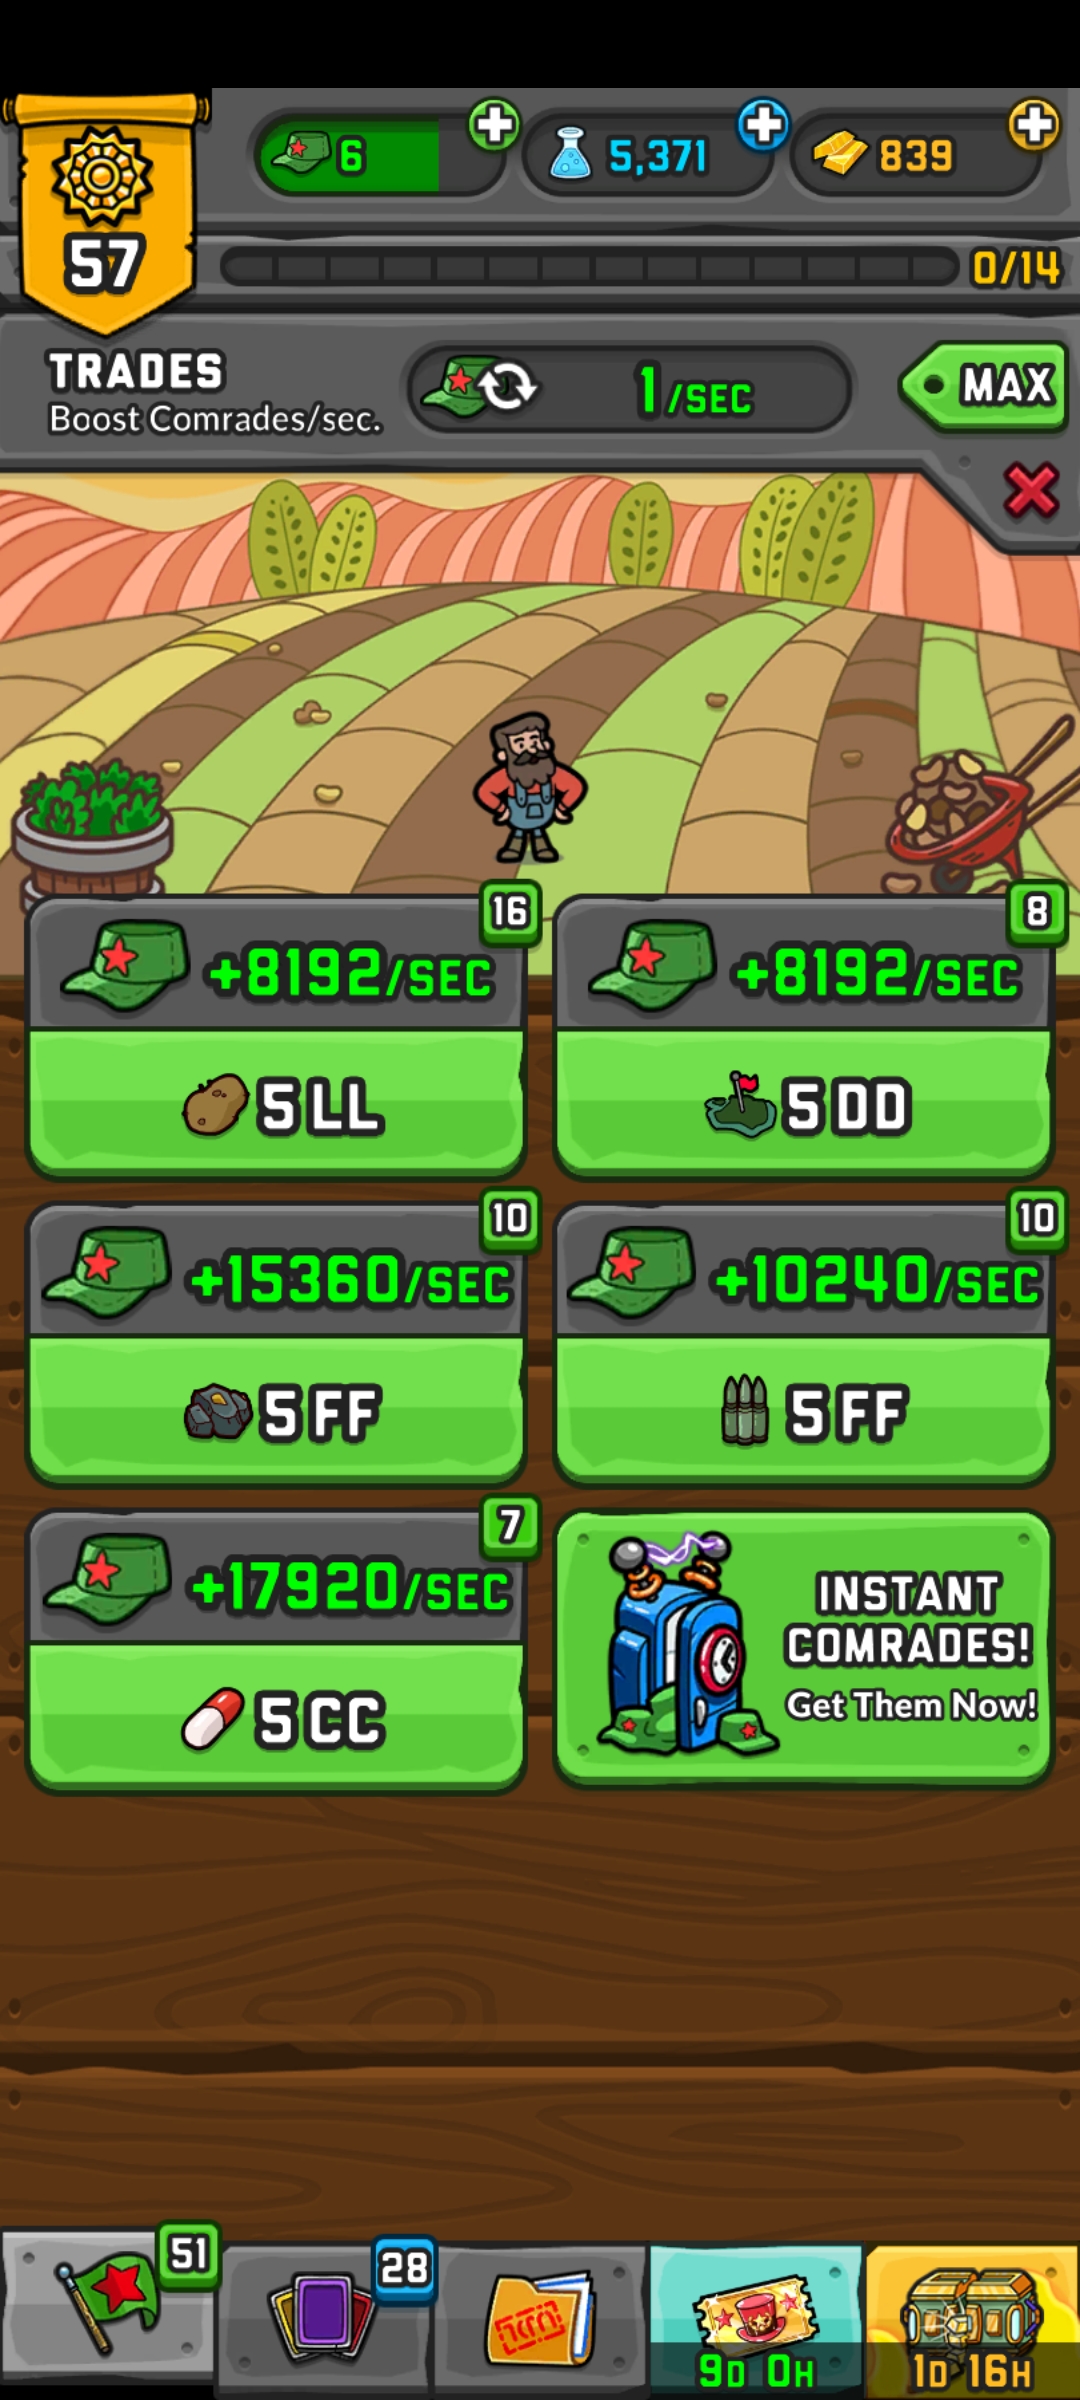 6
5,371
839
57
0/14
TRADES
Boost Comrades/sec.
1/SEC
MAX
16
+8192/SEC
5LL
8
+8192/SEC
5DD
10
+15360/SEC
5FF
10
+10240/SEC
5FF
7
+17920/SEC
5CC
INSTANT
COMRADES!
Get Them Now!
51
28
9D 0H
1D 16H